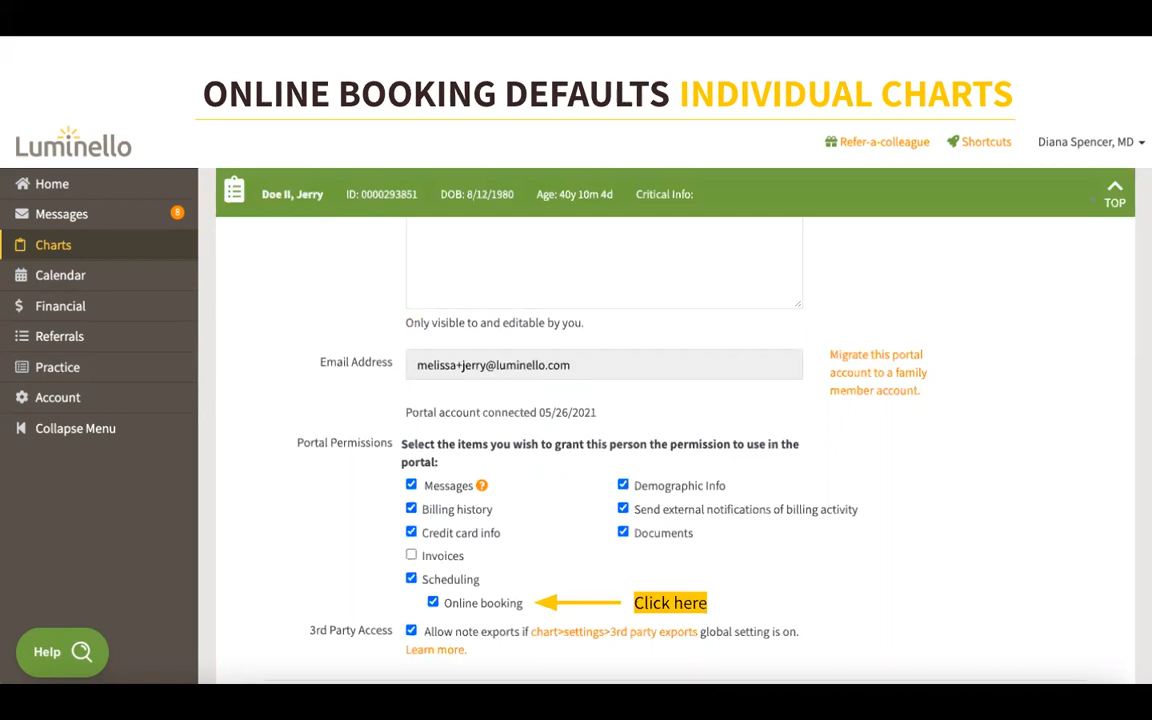 ONLINE BOOKING DEFAULTS INDIVIDUAL CHARTS
Luminello
Refer-a-colleague
Shortcuts
Diana Spencer, MD
Home
Messages
8
Charts
Calendar
Financial
Referrals
Practice
Account
Collapse Menu
Help
Doe II, Jerry
ID: 0000293851
DOB: 8/12/1980
Age: 40y 10m 4d
Critical Info:
TOP
Only visible to and editable by you.
Email Address
melissa+jerry@luminello.com
Migrate this portal
account to a family
member account.
Portal account connected 05/26/2021
Portal Permissions
Select the items you wish to grant this person the permission to use in the
portal:
Messages ?
Demographic Info
Billing history
Send external notifications of billing activity
Credit card info
Documents
Invoices
Scheduling
Online booking
Click here
3rd Party Access
Allow note exports if chart>settings>3rd party exports global setting is on.
Learn more.